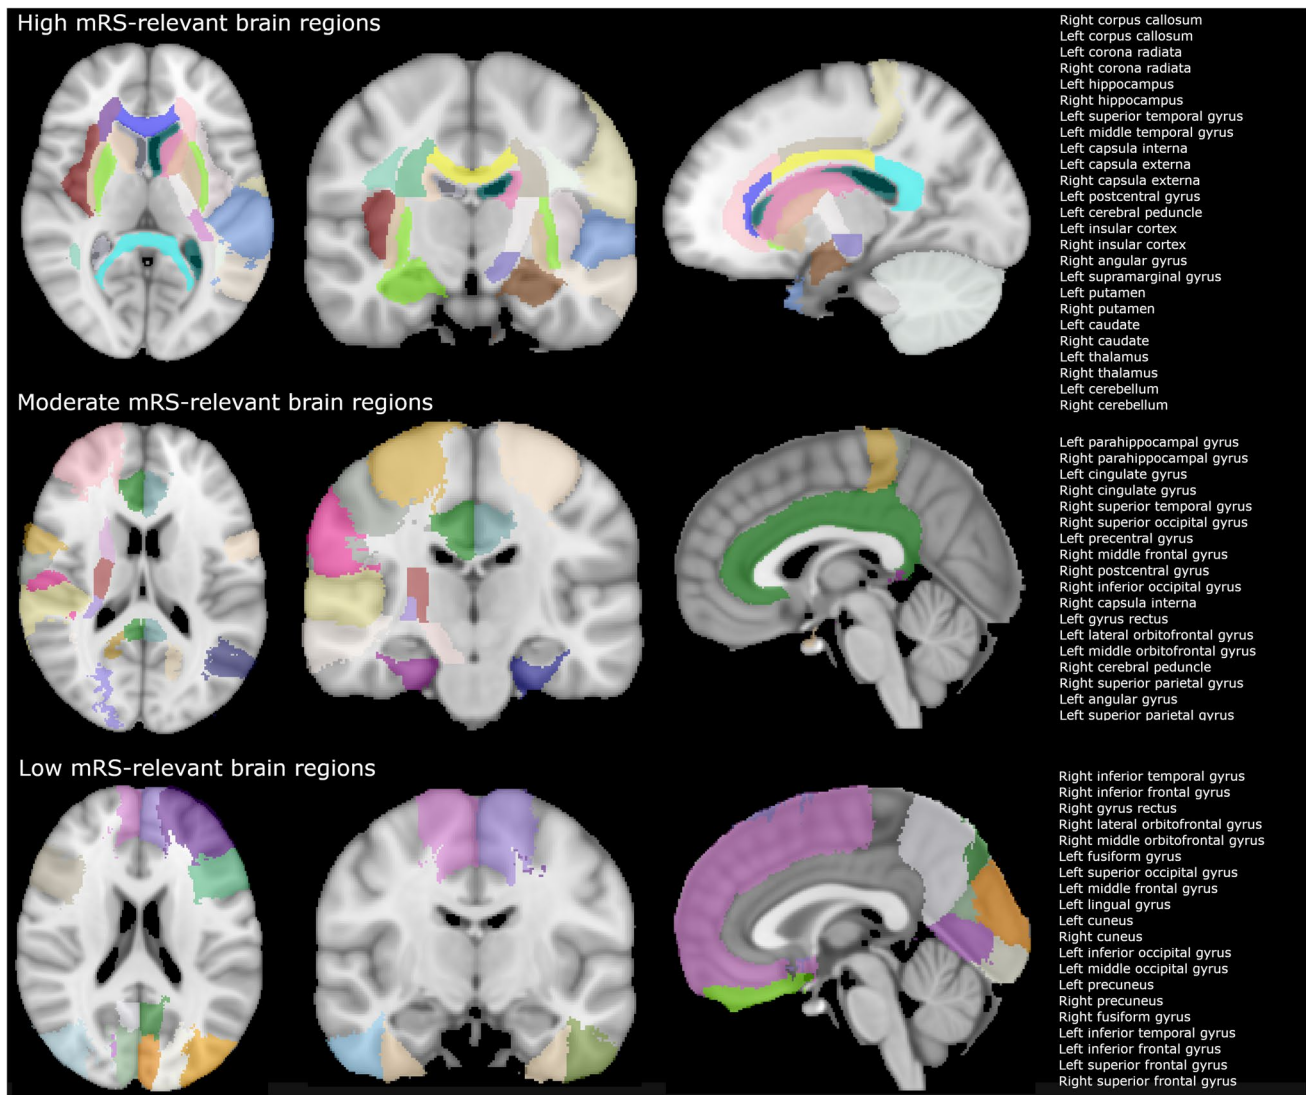 High mRS-relevant brain regions
Right corpus callosum
Left corpus callosum
Left corona radiata
Right corona radiata
Left hippocampus
Right hippocampus
Left superior temporal gyrus
Left middle temporal gyrus
Left capsula interna
Left capsula externa
Right capsula externa
Left postcentral gyrus
Left cerebral peduncle
Left insular cortex
Right insular cortex
Right angular gyrus
Left supramarginal gyrus
Left putamen
Right putamen
Left caudate
Right caudate
Left thalamus
Right thalamus
Left cerebellum
Right cerebellum
Moderate mRS-relevant brain regions
Left parahippocampal gyrus
Right parahippocampal gyrus
Left cingulate gyrus
Right cingulate gyrus
Right superior temporal gyrus
Right superior occipital gyrus
Left precentral gyrus
Right middle frontal gyrus
Right postcentral gyrus
Right inferior occipital gyrus
Right capsula interna
Left gyrus rectus
Left lateral orbitofrontal gyrus
Left middle orbitofrontal gyrus
Right cerebral peduncle
Right superior parietal gyrus
Left angular gyrus
Left superior parietal gyrus
Low mRS-relevant brain regions
Right inferior temporal gyrus
Right inferior frontal gyrus
Right gyrus rectus
Right lateral orbitofrontal gyrus
Right middle orbitofrontal gyrus
Left fusiform gyrus
Left superior occipital gyrus
Left middle frontal gyrus
Left lingual gyrus
Left cuneus
Right cuneus
Left inferior occipital gyrus
Left middle occipital gyrus
Left precuneus
Right precuneus
Right fusiform gyrus
Left inferior temporal gyrus
Left inferior frontal gyrus
Left superior frontal gyrus
Right superior frontal gyrus